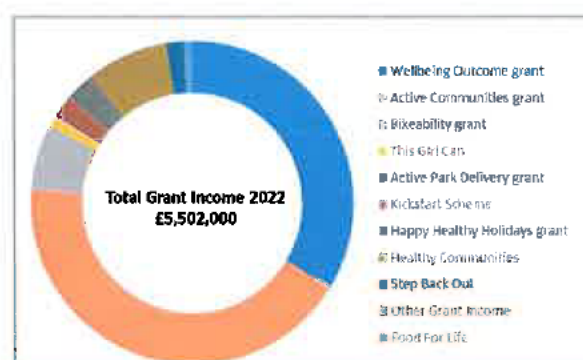 Total Grant Income 2022
£5,502,000
Wellbeing Outcome grant
Active Communities grant
Bikeability grant
This Girl Can
Active Park Delivery grant
Kickstart Scheme
Happy Healthy Holidays grant
Healthy Communities
Step Back Out
Other Grant Income
Food For Life